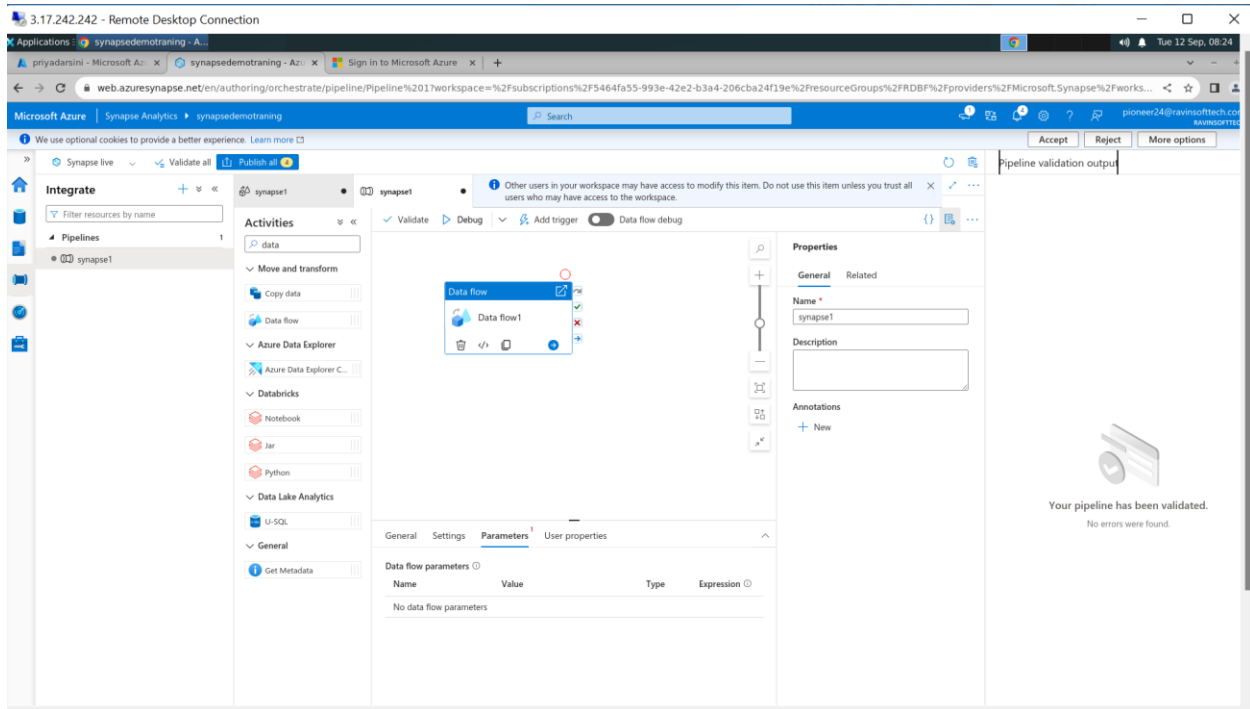 3.17.242.242 - Remote Desktop Connection
Applications
synapsedemotraning - A...
Tue 12 Sep, 08:24
priyadarsini - Microsoft Az
synapsedemotraning - Azu
Sign in to Microsoft Azure
web.azuresynapse.net/en/authoring/orchestrate/pipeline/Pipeline%201?workspace=%2Fsubscriptions%2F5464fa55-993e-42e2-b3a4-206cba24f19e%2FresourceGroups%2FRDBF%2Fproviders%2FMicrosoft.Synapse%2Fworks...
Microsoft Azure
Synapse Analytics
synapsedemotraning
Search
pioneer24@ravinsofttech.cor
RAVINSOFTTEC
We use optional cookies to provide a better experience. Learn more
Accept
Reject
More options
Synapse live
Validate all
Publish all 4
Pipeline validation output
Integrate
Filter resources by name
Pipelines
1
synapse1
synapse1
synapse1
Other users in your workspace may have access to modify this item. Do not use this item unless you trust all
users who may have access to the workspace.
Activities
data
Move and transform
Copy data
Data flow
Azure Data Explorer
Azure Data Explorer C...
Databricks
Notebook
Jar
Python
Data Lake Analytics
U-SQL
General
Get Metadata
Validate
Debug
Add trigger
Data flow debug
{}
Data flow
Data flow1
General
Settings
Parameters 1
User properties
Data flow parameters
Name
Value
Type
Expression
No data flow parameters
Properties
General
Related
Name *
synapse1
Description
Annotations
New
Your pipeline has been validated.
No errors were found.